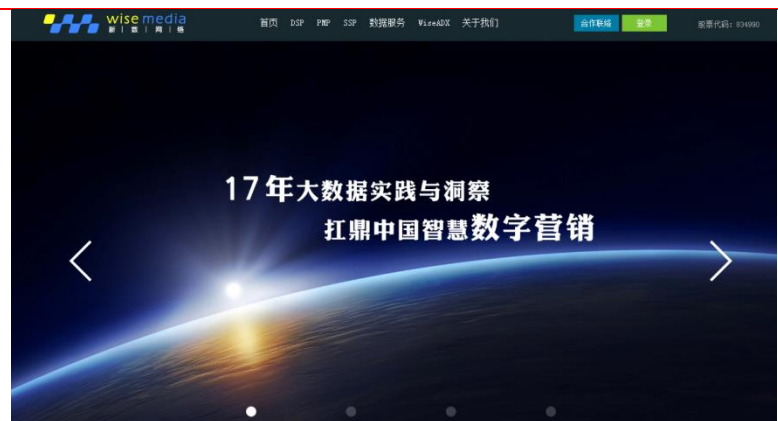 wise media
新 | 数 | 网 | 络
首页 DSP PMP SSP 数据服务 WiseADX 关于我们
合作联络 登录
股票代码: 834990
17年大数据实践与洞察
扛鼎中国智慧数字营销